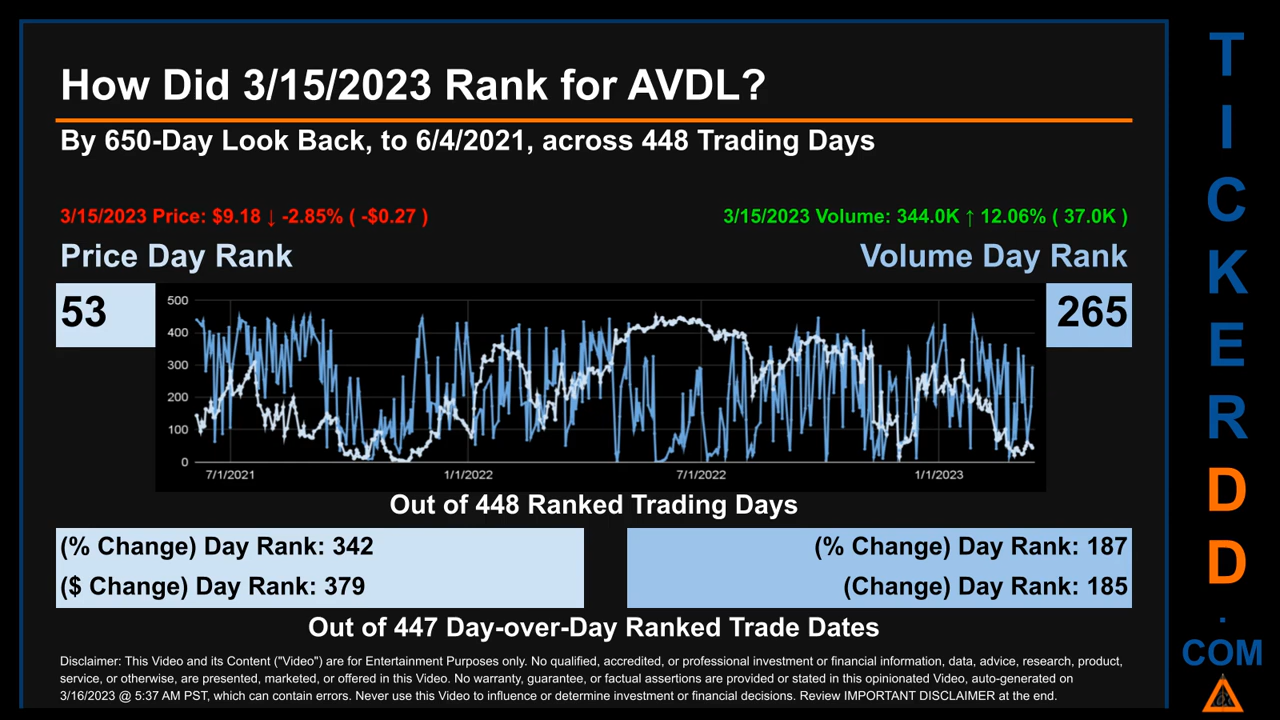 How Did 3/15/2023 Rank for AVDL?
By 650-Day Look Back, to 6/4/2021, across 448 Trading Days
3/15/2023 Price: $9.18 ↓ -2.85% ( -$0.27 )
3/15/2023 Volume: 344.0K ↑ 12.06% ( 37.0K )
Price Day Rank
Volume Day Rank
53
265
500
400
300
200
100
0
7/1/2021
1/1/2022
7/1/2022
1/1/2023
Out of 448 Ranked Trading Days
(% Change) Day Rank: 342
($ Change) Day Rank: 379
(% Change) Day Rank: 187
(Change) Day Rank: 185
Out of 447 Day-over-Day Ranked Trade Dates
Disclaimer: This Video and its Content ("Video") are for Entertainment Purposes only. No qualified, accredited, or professional investment or financial information, data, advice, research, product,
service, or otherwise, are presented, marketed, or offered in this Video. No warranty, guarantee, or factual assertions are provided or stated in this opinionated Video, auto-generated on
3/16/2023 @ 5:37 AM PST, which can contain errors. Never use this Video to influence or determine investment or financial decisions. Review IMPORTANT DISCLAIMER at the end.
T
I
C
K
E
R
D
D
.
COM